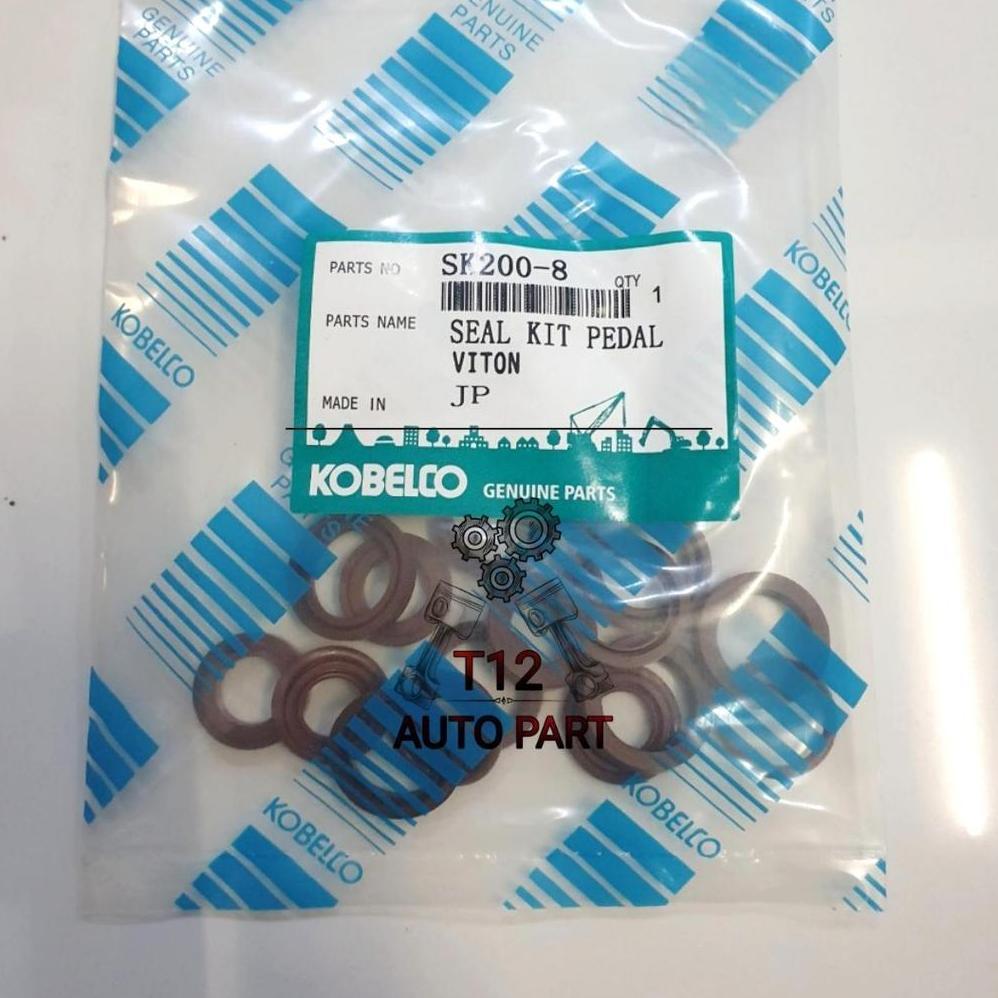 GENUINE
PARTS
GENUINE
PARTS
PARTS NO SK200-8
QTY 1
PARTS NAME SEAL KIT PEDAL
VITON
MADE IN JP
KOBELCO GENUINE PARTS
KOBELCO
KOBELCO
T12
AUTO PART
KOBELCO
KOBELCO